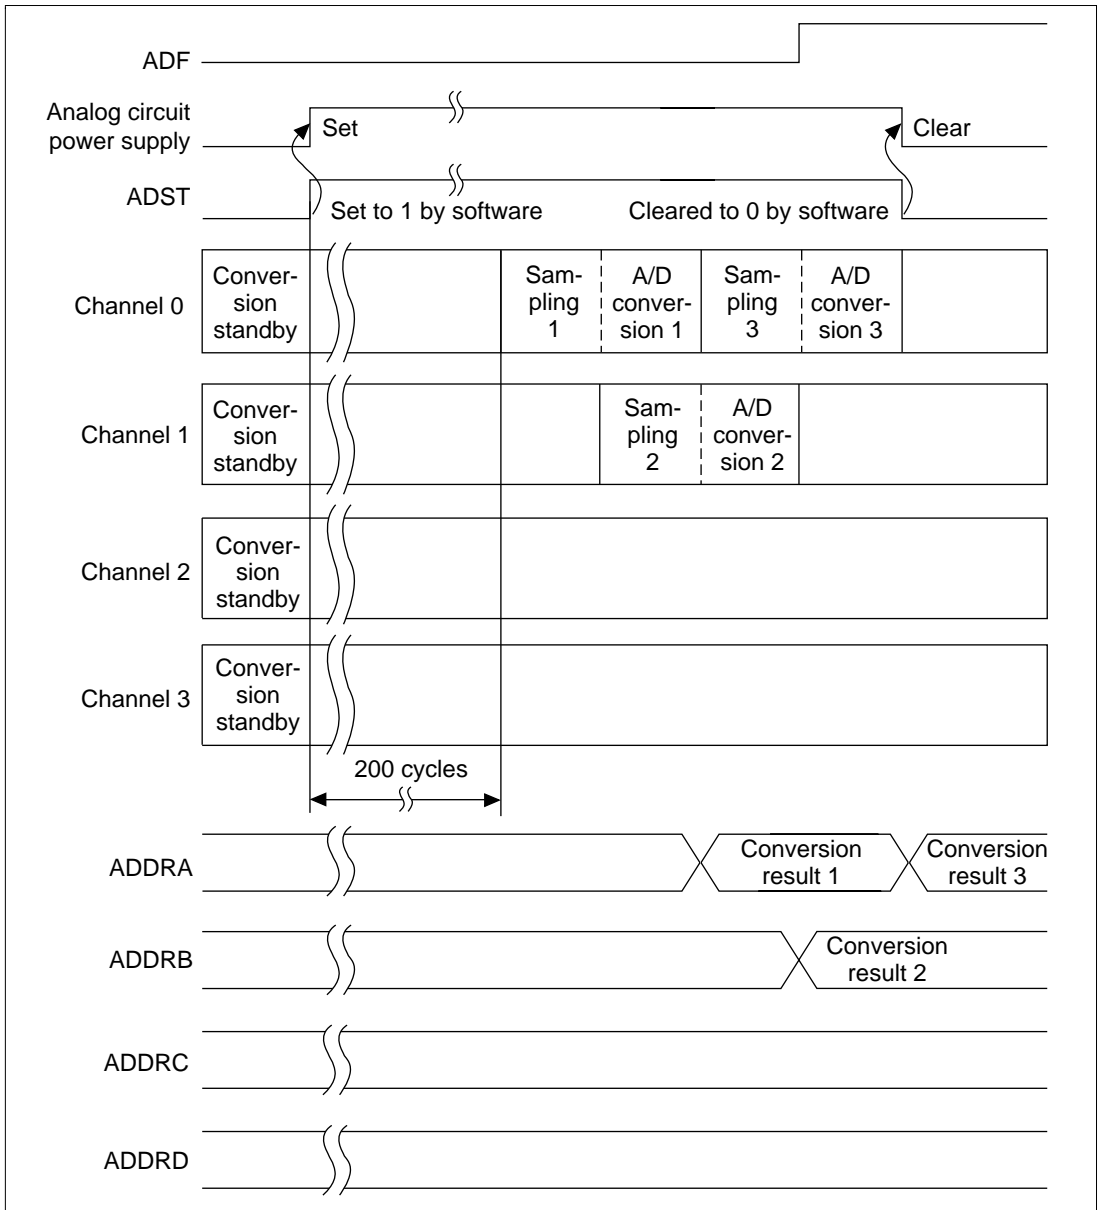 ADF
Analog circuit
power supply
Set
Clear
ADST
Set to 1 by software
Cleared to 0 by software
Channel 0
Conver-
sion
standby
Sam-
pling
1
A/D
conver-
sion 1
Sam-
pling
3
A/D
conver-
sion 3
Channel 1
Conver-
sion
standby
Sam-
pling
2
A/D
conver-
sion 2
Channel 2
Conver-
sion
standby
Channel 3
Conver-
sion
standby
200 cycles
ADDRA
Conversion
result 1
Conversion
result 3
ADDRB
Conversion
result 2
ADDRC
ADDRD